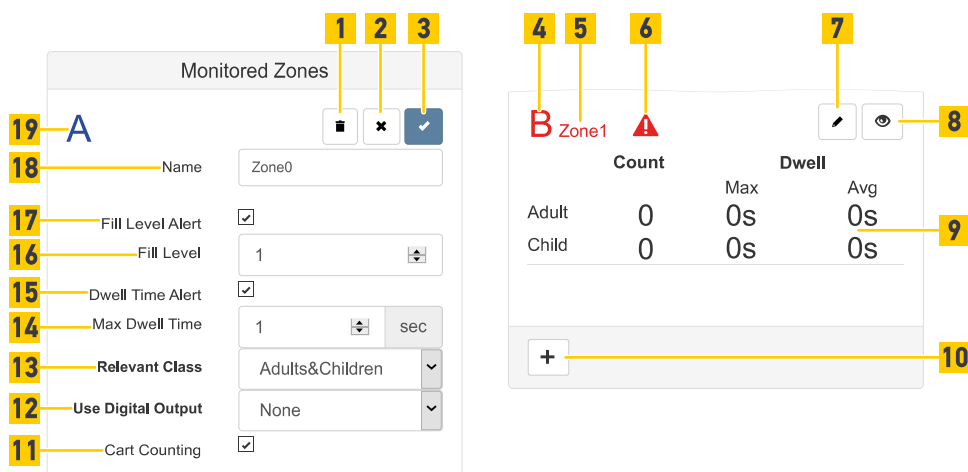 1 2 3
Monitored Zones
19 A
18 Name Zone0
17 Fill Level Alert
16 Fill Level 1
15 Dwell Time Alert
14 Max Dwell Time 1 sec
13 Relevant Class Adults&Children
12 Use Digital Output None
11 Cart Counting
4 5 6 7
B Zone1
8
Count Dwell
Max Avg
Adult 0 0s 0s
9
Child 0 0s 0s
+ 10